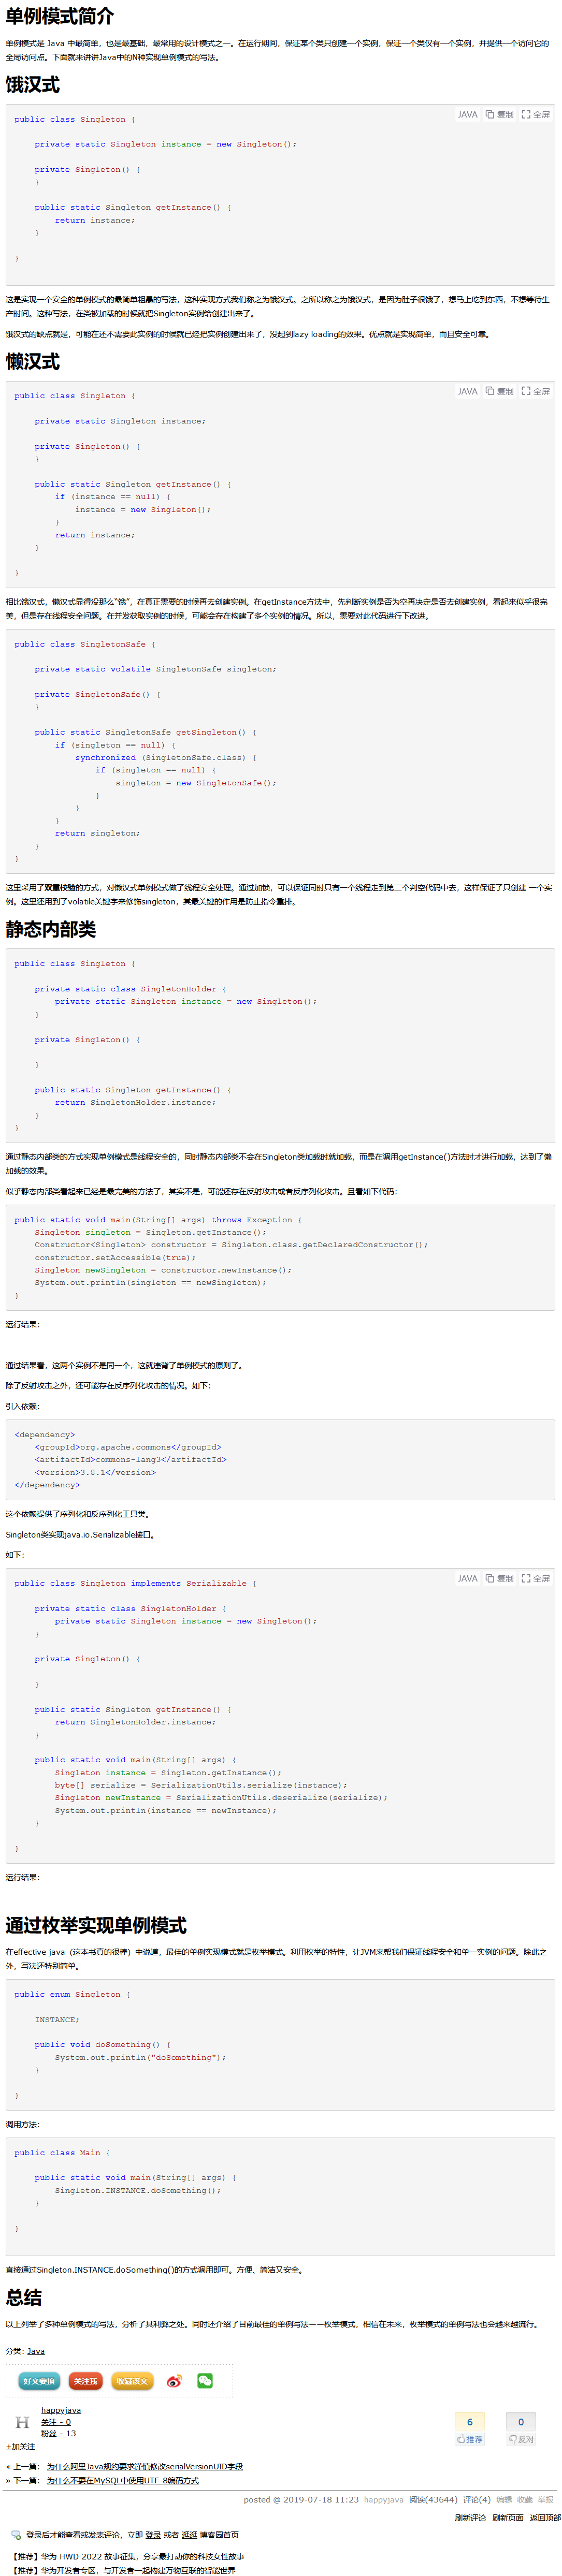 单例模式简介
单例模式是 Java 中最简单，也是最基础，最常用的设计模式之一。在运行期间，保证某个类只创建一个实例，保证一个类仅有一个实例，并提供一个访问它的
全局访问点。下面就来讲讲Java中的N种实现单例模式的写法。
饿汉式
JAVA 复制 全屏
public class Singleton {
private static Singleton instance = new Singleton();
private Singleton() {
}
public static Singleton getInstance() {
return instance;
}
}
这是实现一个安全的单例模式的最简单粗暴的写法，这种实现方式我们称之为饿汉式。之所以称之为饿汉式，是因为肚子很饿了，想马上吃到东西，不想等待生
产时间。这种写法，在类被加载的时候就把Singleton实例给创建出来了。
饿汉式的缺点就是，可能在还不需要此实例的时候就已经把实例创建出来了，没起到lazy loading的效果。优点就是实现简单，而且安全可靠。
懒汉式
JAVA 复制 全屏
public class Singleton {
private static Singleton instance;
private Singleton() {
}
public static Singleton getInstance() {
if (instance == null) {
instance = new Singleton();
}
return instance;
}
}
相比饿汉式，懒汉式显得没那么"饿"，在真正需要的时候再去创建实例。在getInstance方法中，先判断实例是否为空再决定是否去创建实例，看起来似乎很完
美，但是存在线程安全问题。在并发获取实例的时候，可能会存在构建了多个实例的情况。所以，需要对此代码进行下改进。
public class SingletonSafe {
private static volatile SingletonSafe singleton;
private SingletonSafe() {
}
public static SingletonSafe getSingleton() {
if (singleton == null) {
synchronized (SingletonSafe.class) {
if (singleton == null) {
singleton = new SingletonSafe();
}
}
}
return singleton;
}
}
这里采用了双重校验的方式，对懒汉式单例模式做了线程安全处理。通过加锁，可以保证同时只有一个线程走到第二个判空代码中去，这样保证了只创建 一个实
例。这里还用到了volatile关键字来修饰singleton，其最关键的作用是防止指令重排。
静态内部类
public class Singleton {
private static class SingletonHolder {
private static Singleton instance = new Singleton();
}
private Singleton() {
}
public static Singleton getInstance() {
return SingletonHolder.instance;
}
}
通过静态内部类的方式实现单例模式是线程安全的，同时静态内部类不会在Singleton类加载时就加载，而是在调用getInstance()方法时才进行加载，达到了懒
加载的效果。
似乎静态内部类看起来已经是最完美的方法了，其实不是，可能还存在反射攻击或者反序列化攻击。且看如下代码：
public static void main(String[] args) throws Exception {
Singleton singleton = Singleton.getInstance();
Constructor<Singleton> constructor = Singleton.class.getDeclaredConstructor();
constructor.setAccessible(true);
Singleton newSingleton = constructor.newInstance();
System.out.println(singleton == newSingleton);
}
运行结果：
通过结果看，这两个实例不是同一个，这就违背了单例模式的原则了。
除了反射攻击之外，还可能存在反序列化攻击的情况。如下：
引入依赖：
<dependency>
<groupId>org.apache.commons</groupId>
<artifactId>commons-lang3</artifactId>
<version>3.8.1</version>
</dependency>
这个依赖提供了序列化和反序列化工具类。
Singleton类实现java.io.Serializable接口。
如下：
JAVA 复制 全屏
public class Singleton implements Serializable {
private static class SingletonHolder {
private static Singleton instance = new Singleton();
}
private Singleton() {
}
public static Singleton getInstance() {
return SingletonHolder.instance;
}
public static void main(String[] args) {
Singleton instance = Singleton.getInstance();
byte[] serialize = SerializationUtils.serialize(instance);
Singleton newInstance = SerializationUtils.deserialize(serialize);
System.out.println(instance == newInstance);
}
}
运行结果：
通过枚举实现单例模式
在effective java（这本书真的很棒）中说道，最佳的单例实现模式就是枚举模式。利用枚举的特性，让JVM来帮我们保证线程安全和单一实例的问题。除此之
外，写法还特别简单。
public enum Singleton {
INSTANCE;
public void doSomething() {
System.out.println("doSomething");
}
}
调用方法：
public class Main {
public static void main(String[] args) {
Singleton.INSTANCE.doSomething();
}
}
直接通过Singleton.INSTANCE.doSomething()的方式调用即可。方便、简洁又安全。
总结
以上列举了多种单例模式的写法，分析了其利弊之处。同时还介绍了目前最佳的单例写法——枚举模式，相信在未来，枚举模式的单例写法也会越来越流行。
分类: Java
好文要顶 关注我 收藏该文
H
happyjava
关注 - 0
粉丝 - 13
+加关注
6 推荐
0 反对
« 上一篇： 为什么阿里Java规约要求谨慎修改serialVersionUID字段
» 下一篇： 为什么不要在MySQL中使用UTF-8编码方式
posted @ 2019-07-18 11:23 happyjava 阅读(43644) 评论(4) 编辑 收藏 举报
刷新评论 刷新页面 返回顶部
登录后才能查看或发表评论，立即 登录 或者 逛逛 博客园首页
【推荐】华为 HWD 2022 故事征集，分享最打动你的科技女性故事
【推荐】华为开发者专区，与开发者一起构建万物互联的智能世界